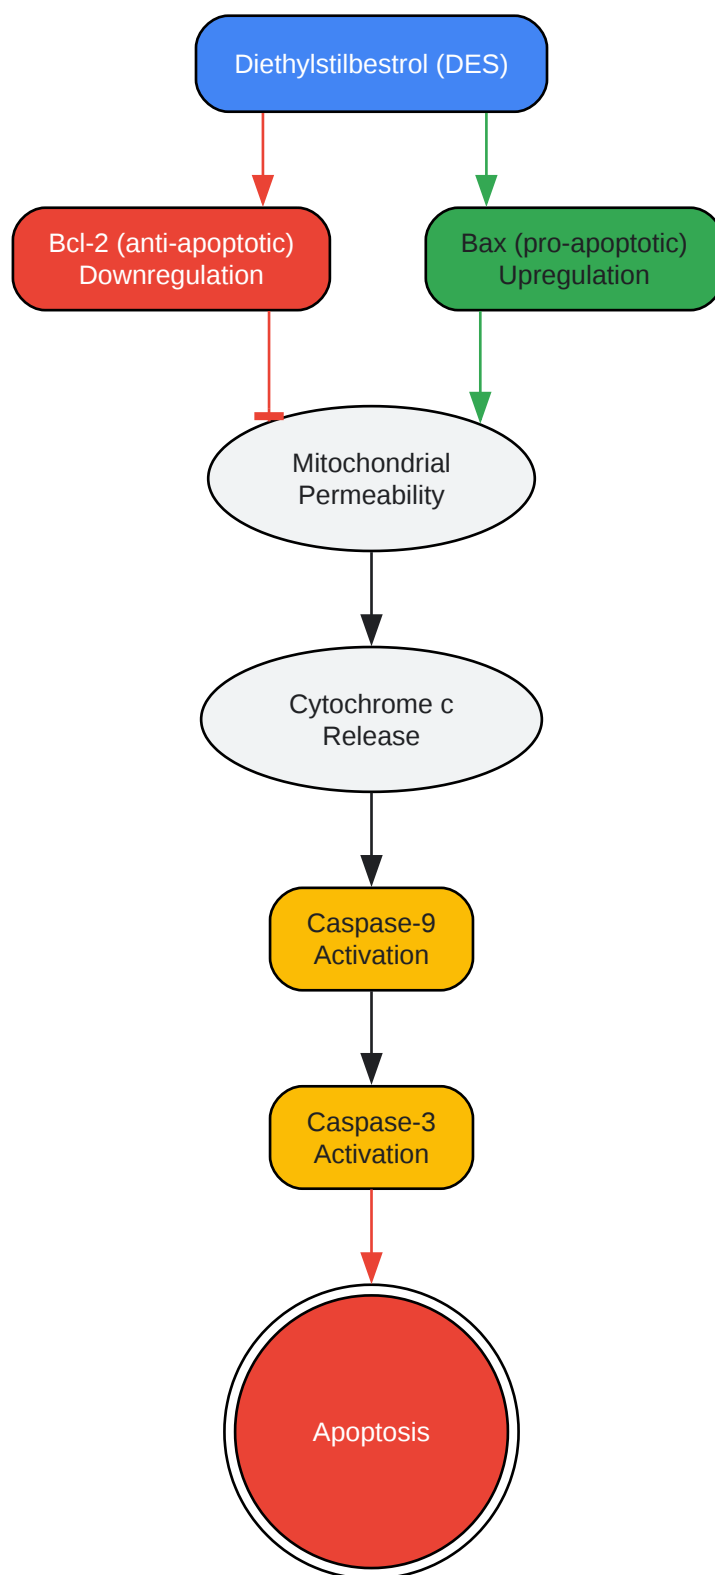 Diethylstilbestrol (DES)
Bcl-2 (anti-apoptotic)
Downregulation
Bax (pro-apoptotic)
Upregulation
Mitochondrial
Permeability
Cytochrome c
Release
Caspase-9
Activation
Caspase-3
Activation
Apoptosis